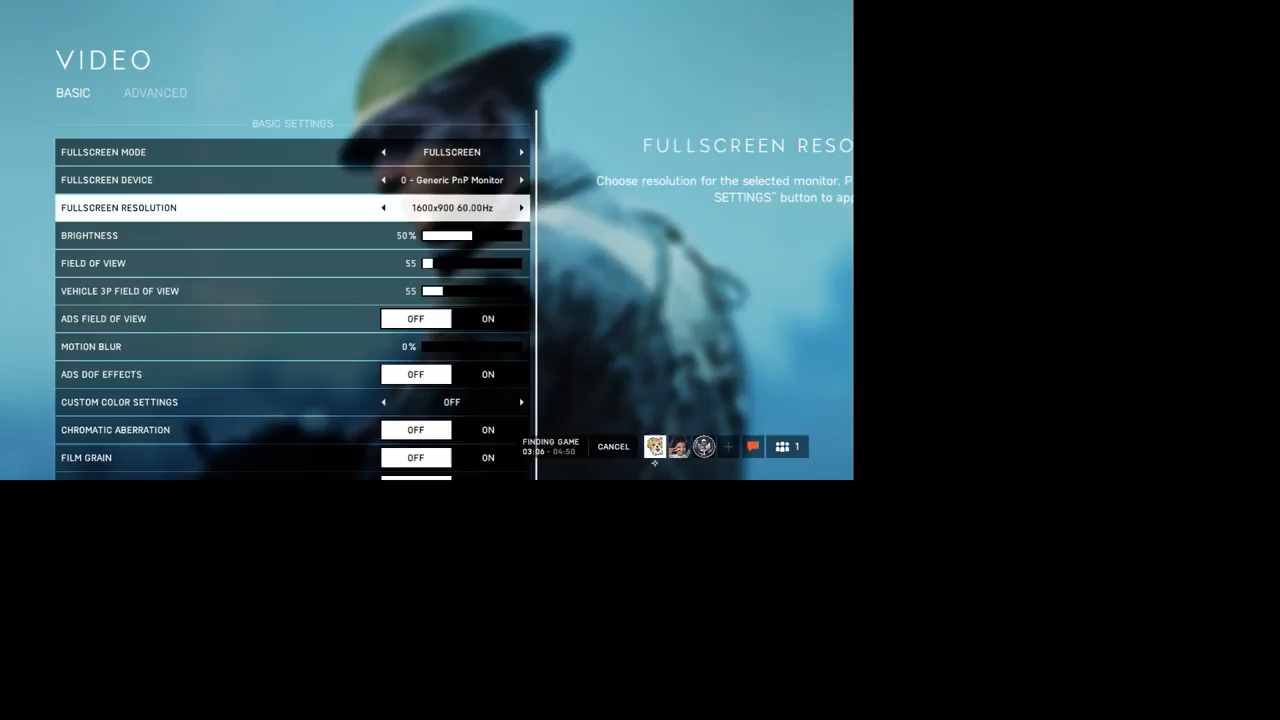 VIDEO
BASIC ADVANCED
BASIC SETTINGS
FULLSCREEN MODE FULLSCREEN
FULLSCREEN DEVICE 0 - Generic PnP Monitor
FULLSCREEN RESOLUTION 1600x900 60.00Hz
BRIGHTNESS 50%
FIELD OF VIEW 55
VEHICLE 3P FIELD OF VIEW 55
ADS FIELD OF VIEW OFF ON
MOTION BLUR 0%
ADS DOF EFFECTS OFF ON
CUSTOM COLOR SETTINGS OFF
CHROMATIC ABERRATION OFF ON
FILM GRAIN OFF ON
FULLSCREEN RESO
Choose resolution for the selected monitor. P
SETTINGS" button to app
FINDING GAME
03:06 - 04:50
CANCEL
1